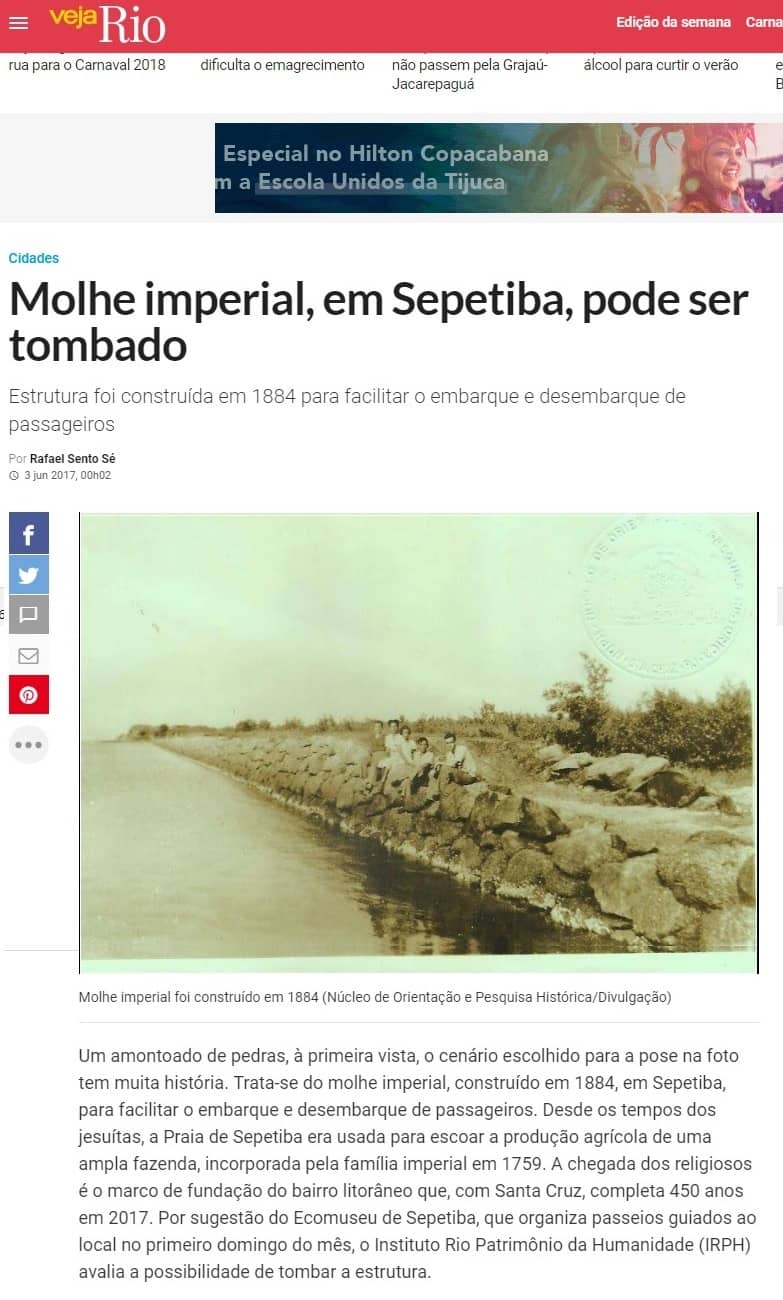 veja Rio
Edição da semana Carna
rua para o Carnaval 2018
dificulta o emagrecimento
não passem pela Grajaú-
Jacarepaguá
álcool para curtir o verão
e
B
Especial no Hilton Copacabana
m a Escola Unidos da Tijuca
Cidades
Molhe imperial, em Sepetiba, pode ser
tombado
Estrutura foi construída em 1884 para facilitar o embarque e desembarque de
passageiros
Por Rafael Sento Sé
3 jun 2017, 00h02
Molhe imperial foi construído em 1884 (Núcleo de Orientação e Pesquisa Histórica/Divulgação)
Um amontoado de pedras, à primeira vista, o cenário escolhido para a pose na foto
tem muita história. Trata-se do molhe imperial, construído em 1884, em Sepetiba,
para facilitar o embarque e desembarque de passageiros. Desde os tempos dos
jesuítas, a Praia de Sepetiba era usada para escoar a produção agrícola de uma
ampla fazenda, incorporada pela família imperial em 1759. A chegada dos religiosos
é o marco de fundação do bairro litorâneo que, com Santa Cruz, completa 450 anos
em 2017. Por sugestão do Ecomuseu de Sepetiba, que organiza passeios guiados ao
local no primeiro domingo do mês, o Instituto Rio Patrimônio da Humanidade (IRPH)
avalia a possibilidade de tombar a estrutura.